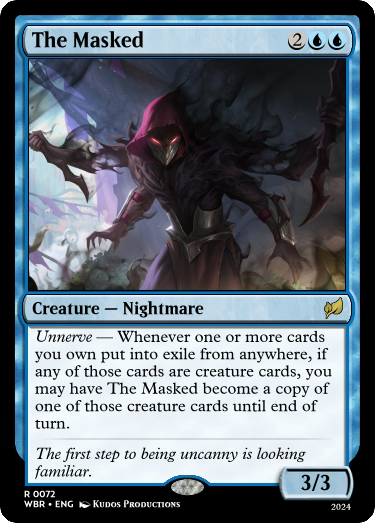 The Masked 2
Creature — Nightmare
Unnerve — Whenever one or more cards
you own put into exile from anywhere, if
any of those cards are creature cards, you
may have The Masked become a copy of
one of those creature cards until end of
turn.
The first step to being uncanny is looking
familiar.
3/3
R 0072
WBR • ENG Kudos Productions
2024